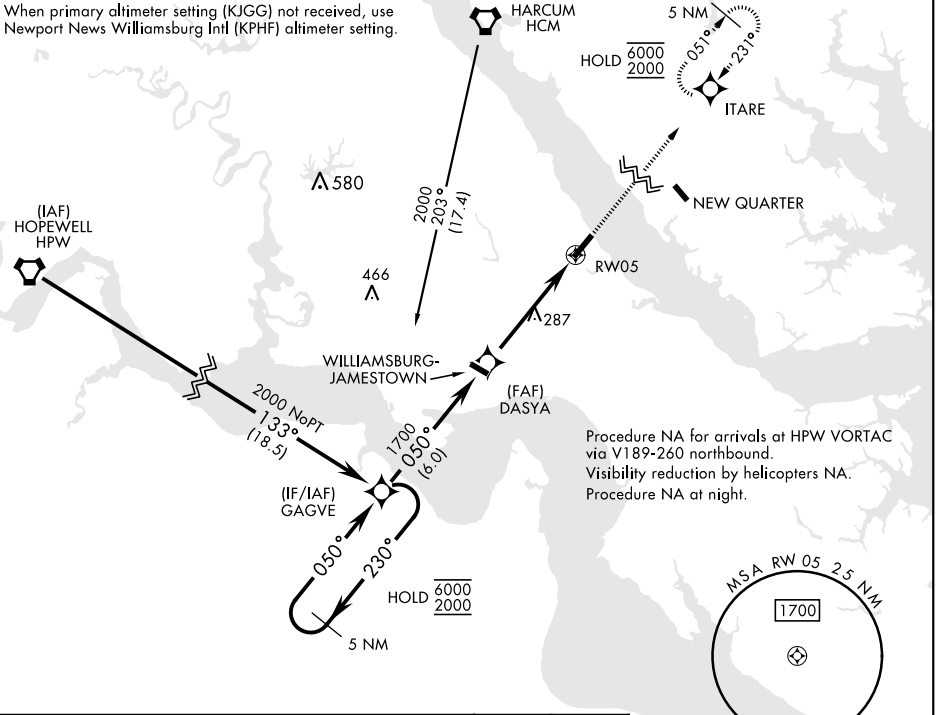 When primary altimeter setting (KJGG) not received, use
Newport News Williamsburg Intl (KPHF) altimeter setting.
HARCUM
HCM
5 NM
HOLD 6000
2000
051°
231°
ITARE
580
2000
203°
(17.4)
NEW QUARTER
(IAF)
HOPEWELL
HPW
RW05
466
287
WILLIAMSBURG-
JAMESTOWN
(FAF)
DASYA
2000 NoPT
133°
(18.5)
1700
050°
(6.0)
Procedure NA for arrivals at HPW VORTAC
via V189-260 northbound.
Visibility reduction by helicopters NA.
Procedure NA at night.
(IF/IAF)
GAGVE
050°
230°
HOLD 6000
2000
5 NM
MSA RW 05 25 NM
1700